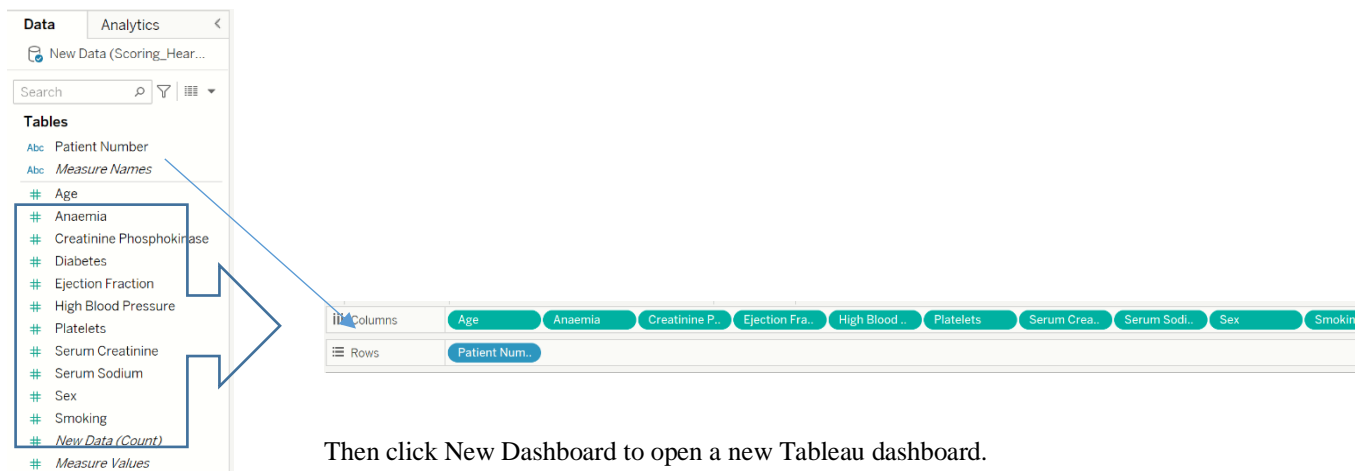 Data Analytics <
New Data (Scoring_Hear...
Search
Tables
Abc Patient Number
Abc Measure Names
# Age
# Anaemia
# Creatinine Phosphokinase
# Diabetes
# Ejection Fraction
# High Blood Pressure
# Platelets
# Serum Creatinine
# Serum Sodium
# Sex
# Smoking
# New Data (Count)
# Measure Values
Columns Age Anaemia Creatinine P.. Ejection Fra.. High Blood .. Platelets Serum Crea.. Serum Sodi.. Sex Smokin
Rows Patient Num..
Then click New Dashboard to open a new Tableau dashboard.